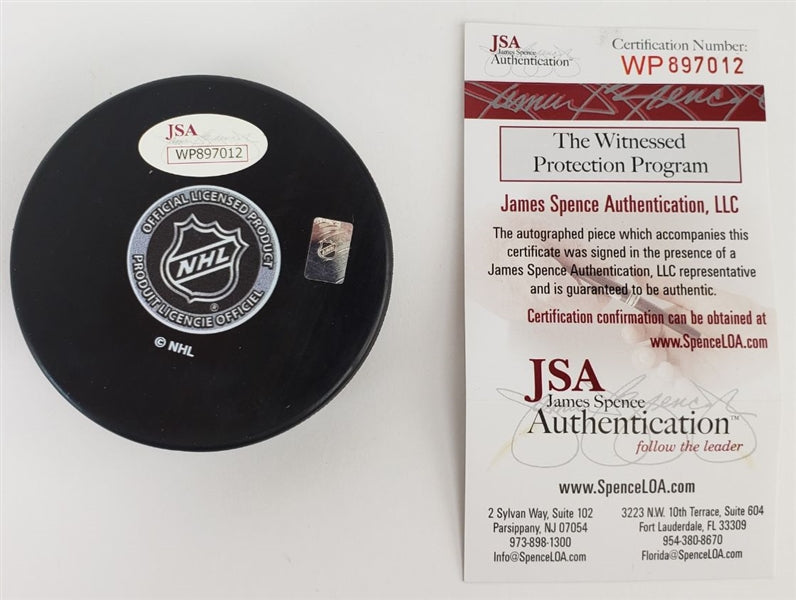 JSA
WP897012
OFFICIAL LICENSED PRODUCT
NHL
PRODUIT LICENCIE OFFICIEL
© NHL
JSA
James Spence
Authentication™
Certification Number:
WP 897012
The Witnessed
Protection Program
James Spence Authentication, LLC
The autographed piece which accompanies this
certificate was signed in the presence of a
James Spence Authentication, LLC representative
and is guaranteed to be authentic.
Certification confirmation can be obtained at
www.SpenceLOA.com
JSA
James Spence
Authentication™
follow the leader
www.SpenceLOA.com
2 Sylvan Way, Suite 102
Parsippany, NJ 07054
973-898-1300
Info@SpenceLOA.com
3223 N.W. 10th Terrace, Suite 604
Fort Lauderdale, FL 33309
954-380-8670
Florida@SpenceLOA.com